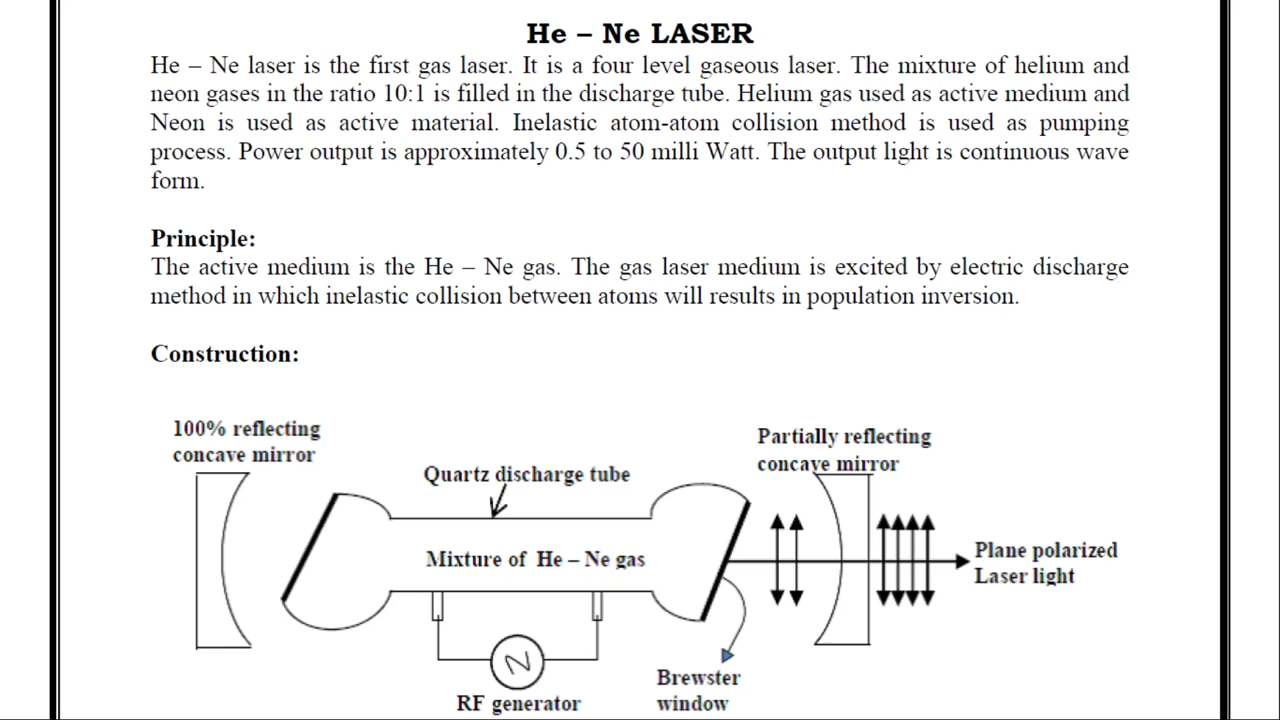 He – Ne LASER
He – Ne laser is the first gas laser. It is a four level gaseous laser. The mixture of helium and
neon gases in the ratio 10:1 is filled in the discharge tube. Helium gas used as active medium and
Neon is used as active material. Inelastic atom-atom collision method is used as pumping
process. Power output is approximately 0.5 to 50 milli Watt. The output light is continuous wave
form.
Principle:
The active medium is the He – Ne gas. The gas laser medium is excited by electric discharge
method in which inelastic collision between atoms will results in population inversion.
Construction:
100% reflecting
concave mirror
Quartz discharge tube
Partially reflecting
concave mirror
Mixture of He – Ne gas
Plane polarized
Laser light
RF generator
Brewster
window